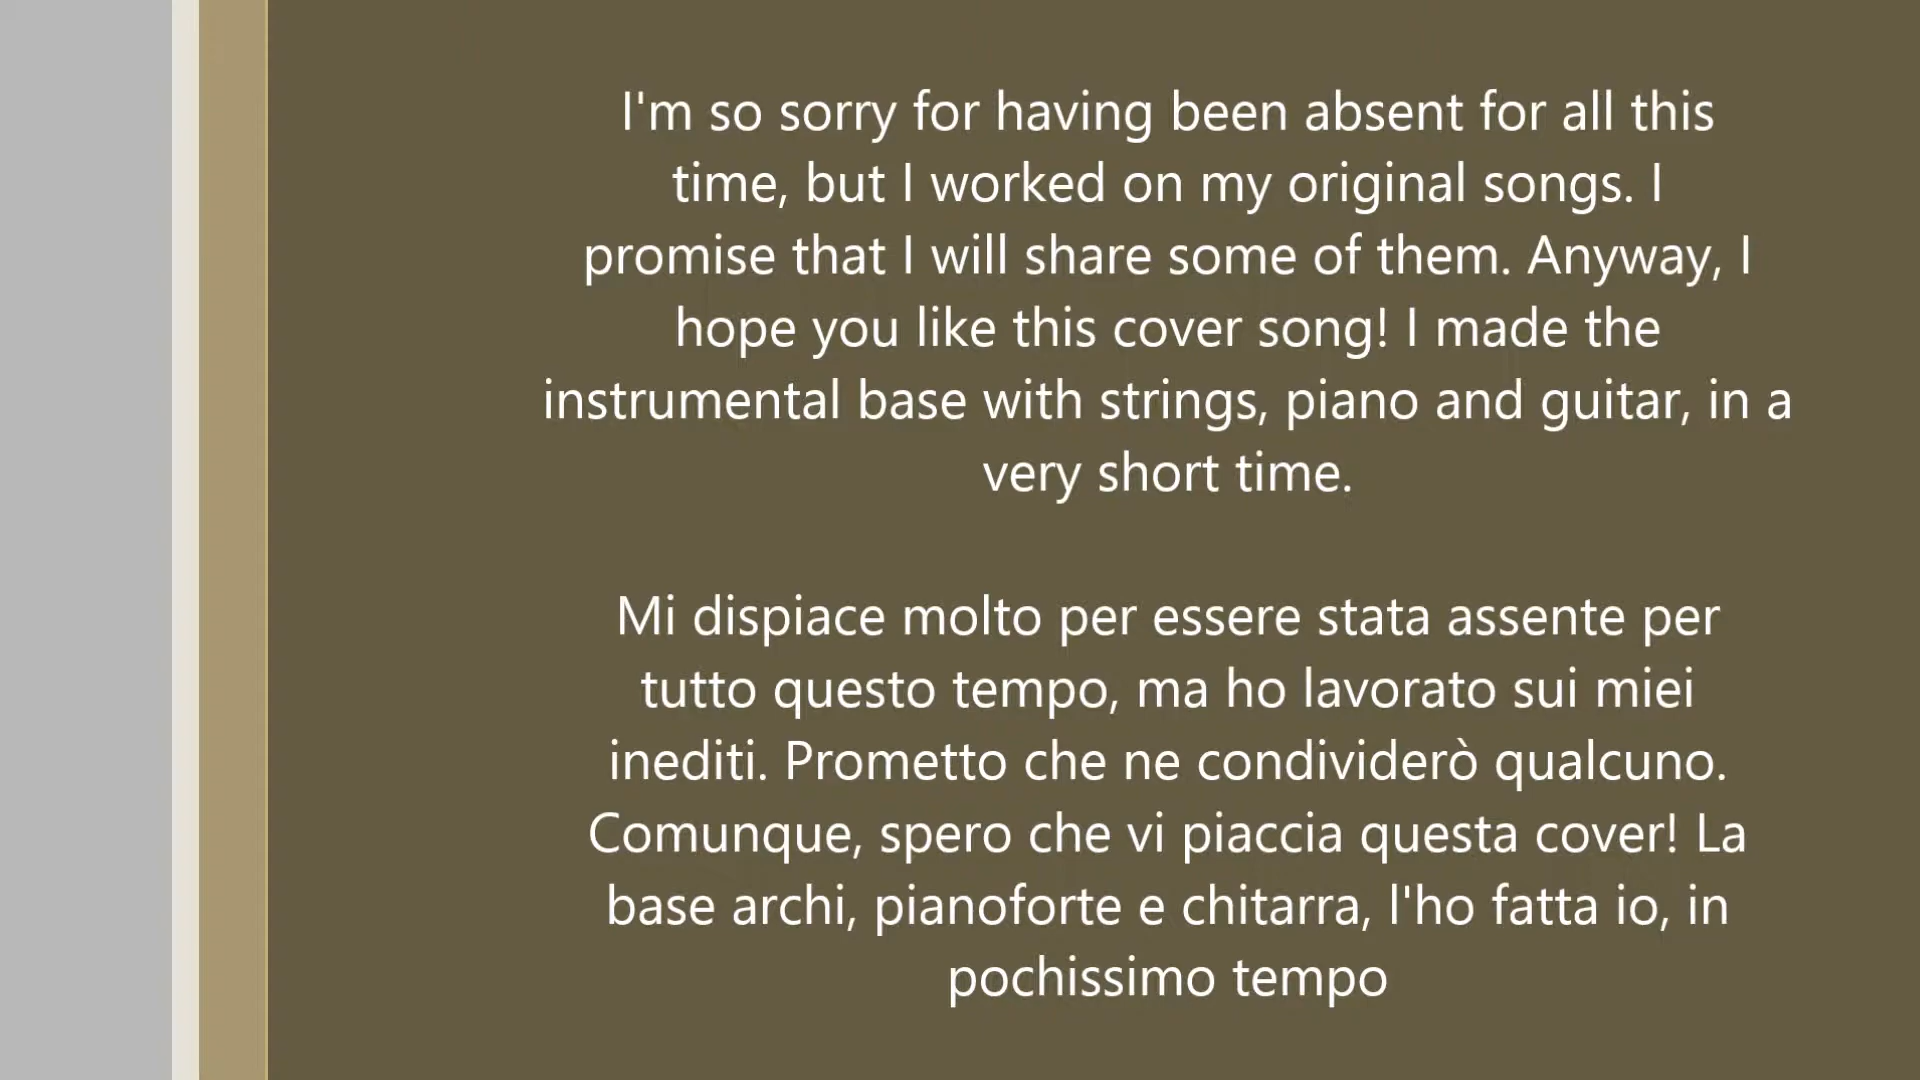 I'm so sorry for having been absent for all this
time, but I worked on my original songs. I
promise that I will share some of them. Anyway, I
hope you like this cover song! I made the
instrumental base with strings, piano and guitar, in a
very short time.
Mi dispiace molto per essere stata assente per
tutto questo tempo, ma ho lavorato sui miei
inediti. Prometto che ne condividerò qualcuno.
Comunque, spero che vi piaccia questa cover! La
base archi, pianoforte e chitarra, l'ho fatta io, in
pochissimo tempo